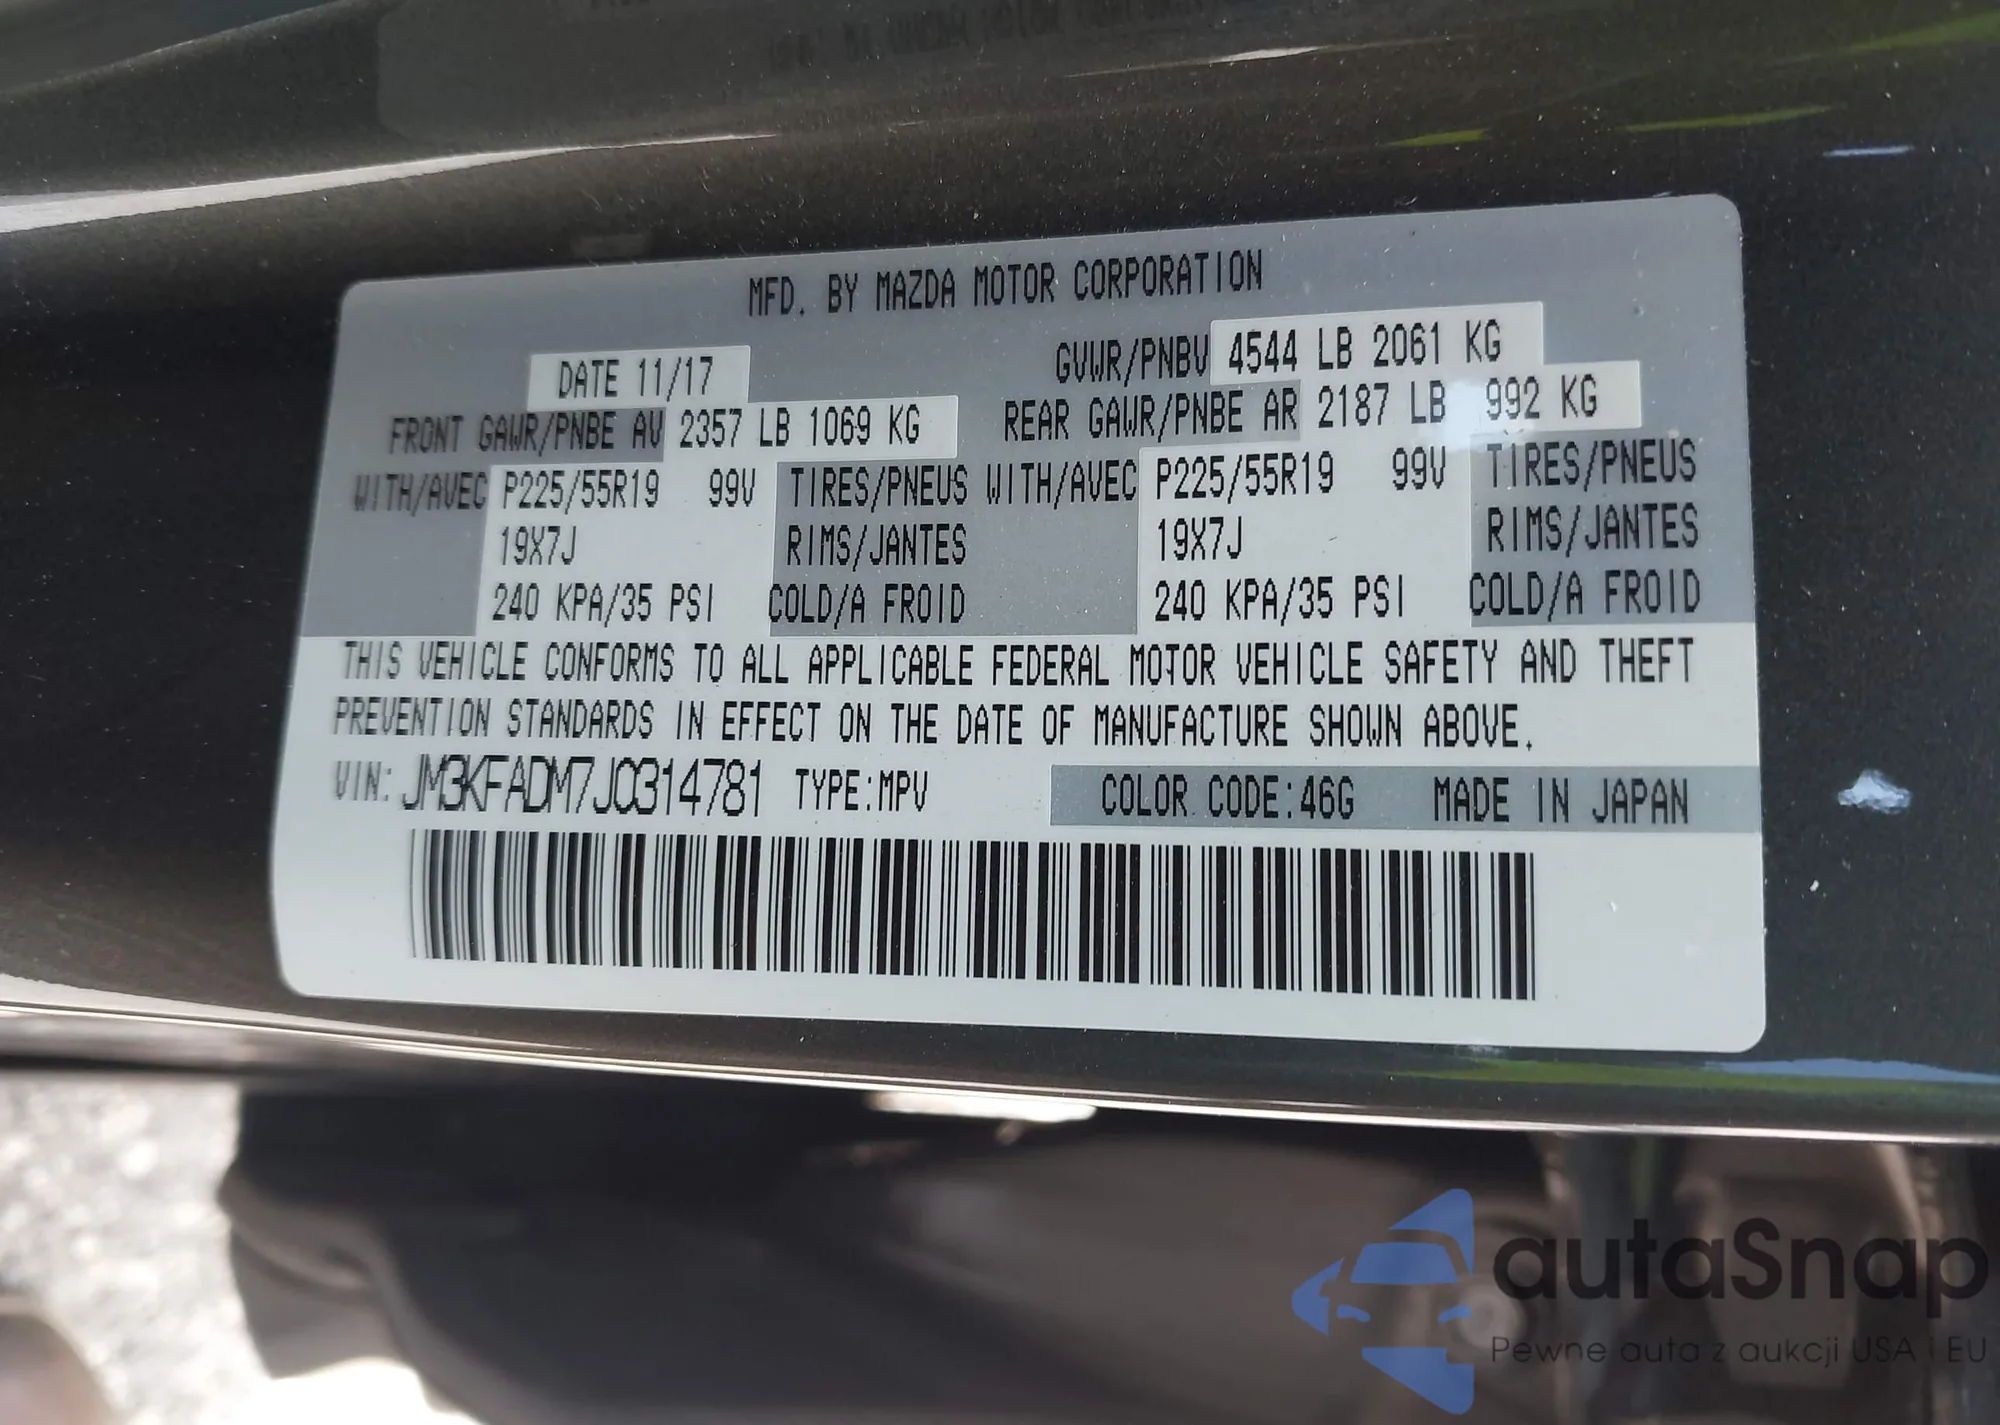 MFD. BY MAZDA MOTOR CORPORATION
DATE 11/17 GVWR/PNBV 4544 LB 2061 KG
FRONT GAWR/PNBE AV 2357 LB 1069 KG REAR GAWR/PNBE AR 2187 LB 992 KG
WITH/AVEC P225/55R19 99V TIRES/PNEUS WITH/AVEC P225/55R19 99V TIRES/PNEUS
19X7J RIMS/JANTES 19X7J RIMS/JANTES
240 KPA/35 PSI COLD/A FROID 240 KPA/35 PSI COLD/A FROID
THIS VEHICLE CONFORMS TO ALL APPLICABLE FEDERAL MOTOR VEHICLE SAFETY AND THEFT
PREVENTION STANDARDS IN EFFECT ON THE DATE OF MANUFACTURE SHOWN ABOVE.
VIN: JM3KFADM7J0314781 TYPE:MPV COLOR CODE:46G MADE IN JAPAN
autaSnap
Pewne auta z aukcji USA i EU